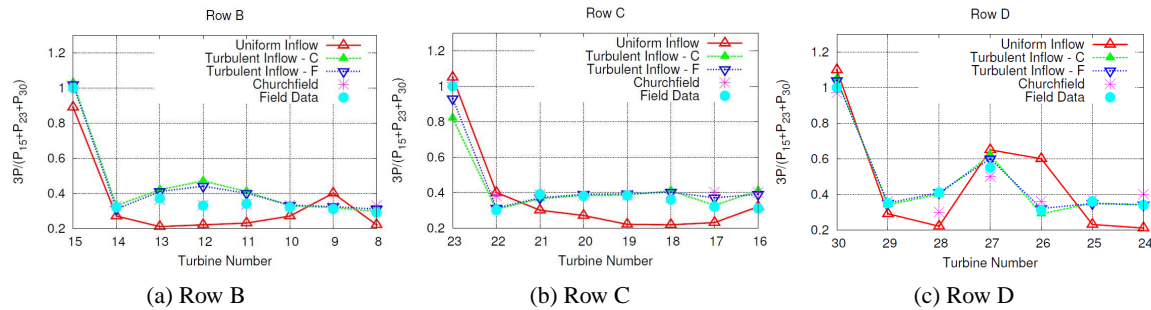 Row B
3P/(P15+P23+P30)
1.2
1
0.8
0.6
0.4
0.2
Uniform Inflow
Turbulent Inflow - C
Turbulent Inflow - F
Churchfield
Field Data
15 14 13 12 11 10 9 8
Turbine Number
(a) Row B
Row C
3P/(P15+P23+P30)
1.2
1
0.8
0.6
0.4
0.2
Uniform Inflow
Turbulent Inflow - C
Turbulent Inflow - F
Churchfield
Field Data
23 22 21 20 19 18 17 16
Turbine Number
(b) Row C
Row D
3P/(P15+P23+P30)
1.2
1
0.8
0.6
0.4
0.2
Uniform Inflow
Turbulent Inflow - C
Turbulent Inflow - F
Churchfield
Field Data
30 29 28 27 26 25 24
Turbine Number
(c) Row D